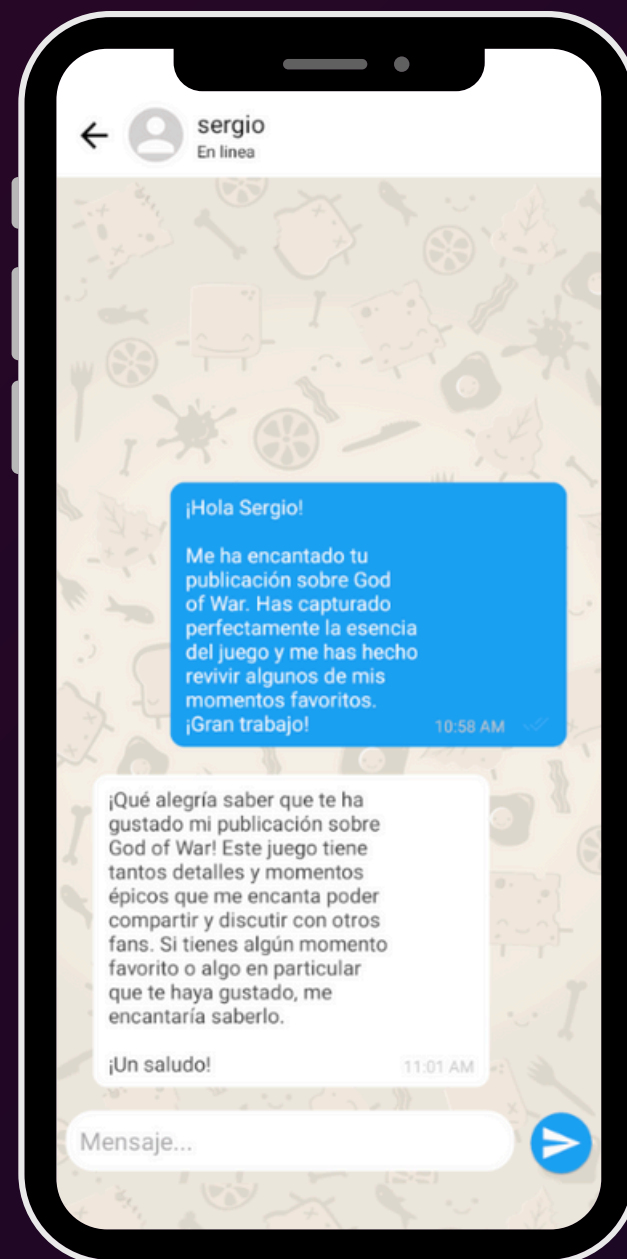 sergio
En linea
¡Hola Sergio!
Me ha encantado tu
publicación sobre God
of War. Has capturado
perfectamente la esencia
del juego y me has hecho
revivir algunos de mis
momentos favoritos.
¡Gran trabajo! 10:58 AM
¡Qué alegría saber que te ha
gustado mi publicación sobre
God of War! Este juego tiene
tantos detalles y momentos
épicos que me encanta poder
compartir y discutir con otros
fans. Si tienes algún momento
favorito o algo en particular
que te haya gustado, me
encantaría saberlo.
¡Un saludo! 11:01 AM
Mensaje...